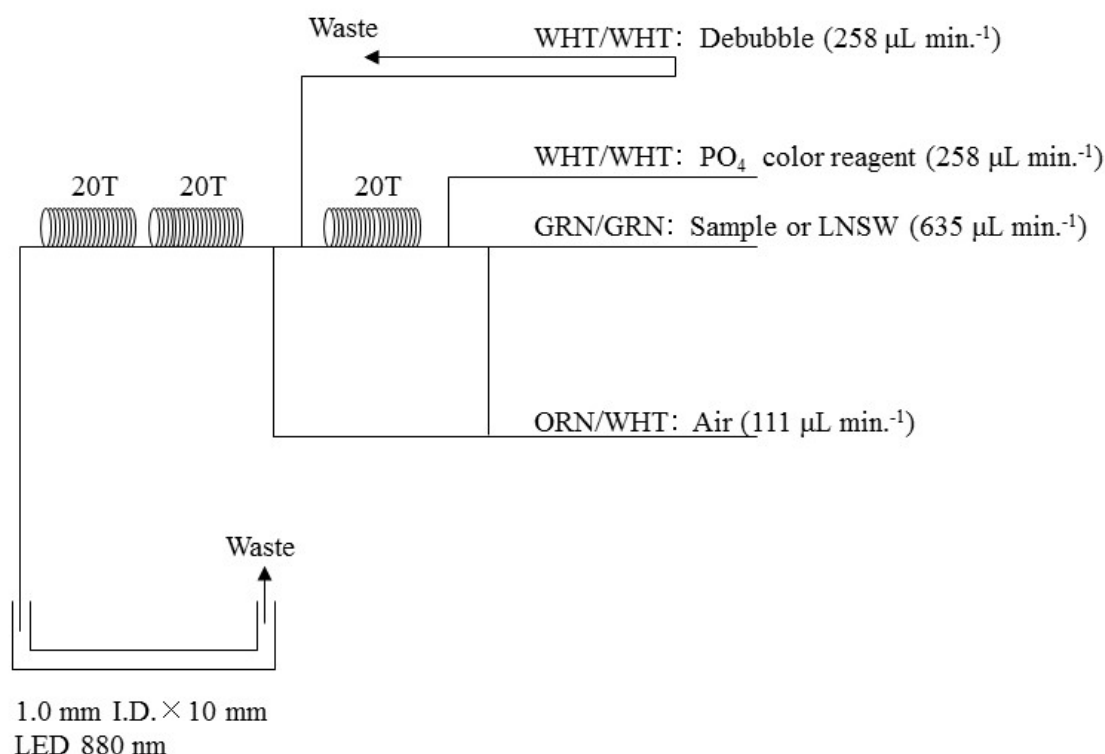 Waste
WHT/WHT: Debubble (258 μL min.⁻¹)
WHT/WHT: PO₄ color reagent (258 μL min.⁻¹)
20T 20T 20T
GRN/GRN: Sample or LNSW (635 μL min.⁻¹)
ORN/WHT: Air (111 μL min.⁻¹)
Waste
1.0 mm I.D.×10 mm
LED 880 nm